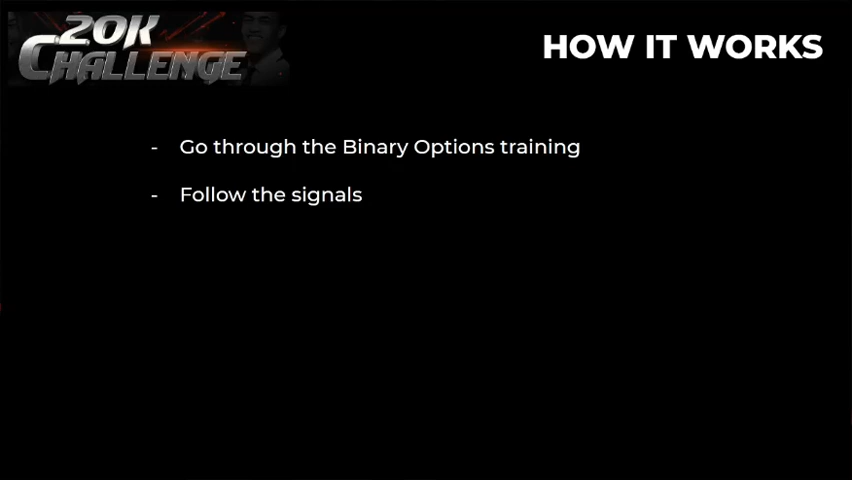 20K
CHALLENGE
HOW IT WORKS
- Go through the Binary Options training
- Follow the signals